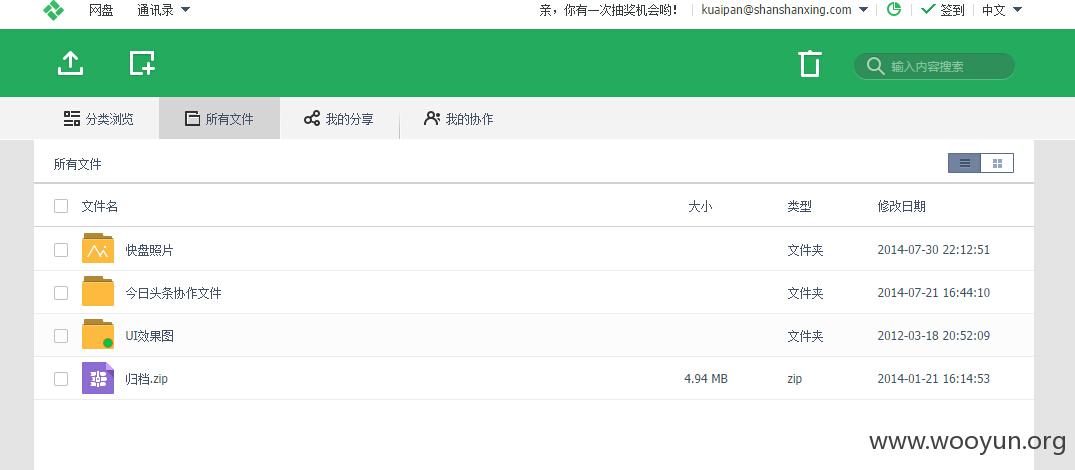 网盘 通讯录 亲，你有一次抽奖机会哟！ kuaipan@shanshanxing.com 签到 中文
输入内容搜索
分类浏览 所有文件 我的分享 我的协作
所有文件
文件名 大小 类型 修改日期
快盘照片 文件夹 2014-07-30 22:12:51
今日头条协作文件 文件夹 2014-07-21 16:44:10
UI效果图 文件夹 2012-03-18 20:52:09
归档.zip 4.94 MB zip 2014-01-21 16:14:53
www.wooyun.org